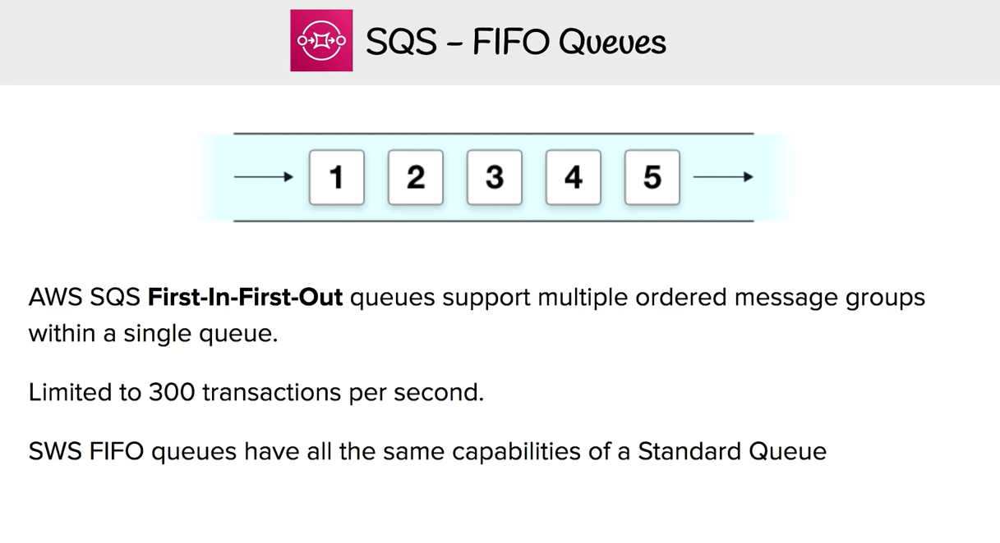 SQS – FIFO Queues
1 2 3 4 5
AWS SQS First-In-First-Out queues support multiple ordered message groups
within a single queue.
Limited to 300 transactions per second.
SWS FIFO queues have all the same capabilities of a Standard Queue